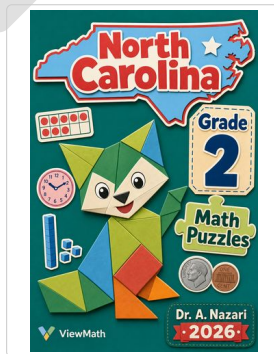 North
Carolina
Grade
2
Math
Puzzles
Dr. A. Nazari
• 2026 •
ViewMath